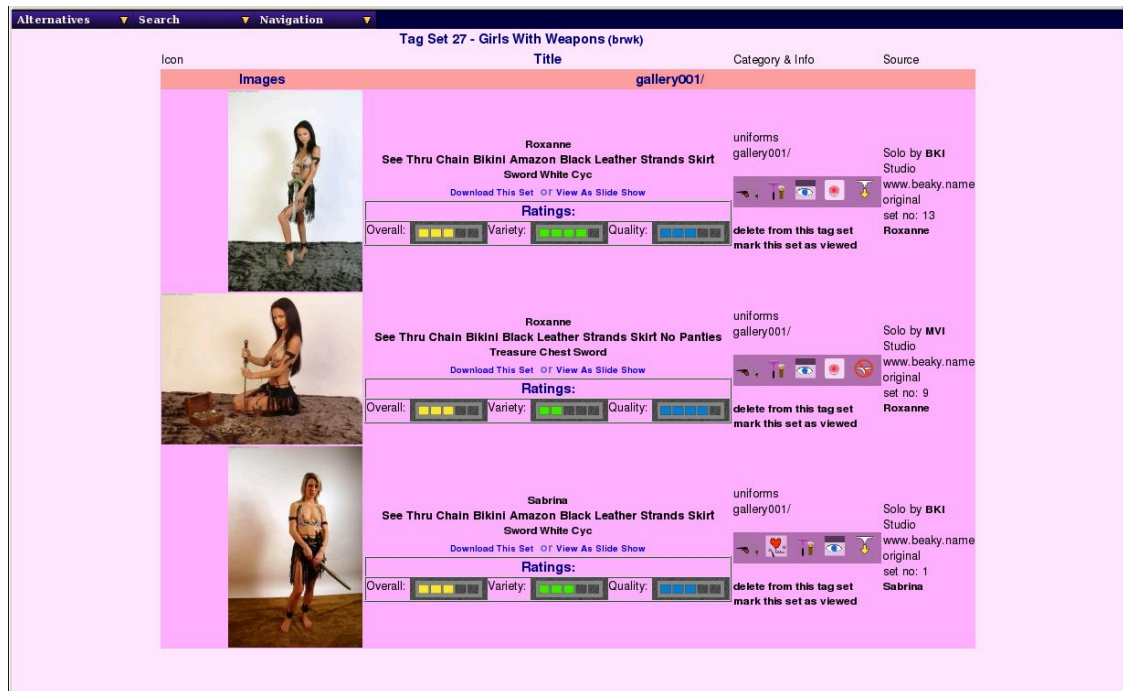 Alternatives Search Navigation
Tag Set 27 - Girls With Weapons (brwk)
Icon Title Category & Info Source
Images gallery001/
Roxanne
See Thru Chain Bikini Amazon Black Leather Strands Skirt
Sword White Cyc
Download This Set or View As Slide Show
Ratings:
Overall: Variety: Quality:
uniforms
gallery001/
delete from this tag set
mark this set as viewed
Solo by BKI
Studio
www.beaky.name
original
set no: 13
Roxanne
Roxanne
See Thru Chain Bikini Black Leather Strands Skirt No Panties
Treasure Chest Sword
Download This Set or View As Slide Show
Ratings:
Overall: Variety: Quality:
uniforms
gallery001/
delete from this tag set
mark this set as viewed
Solo by MVI
Studio
www.beaky.name
original
set no: 9
Roxanne
Sabrina
See Thru Chain Bikini Amazon Black Leather Strands Skirt
Sword White Cyc
Download This Set or View As Slide Show
Ratings:
Overall: Variety: Quality:
uniforms
gallery001/
delete from this tag set
mark this set as viewed
Solo by BKI
Studio
www.beaky.name
original
set no: 1
Sabrina